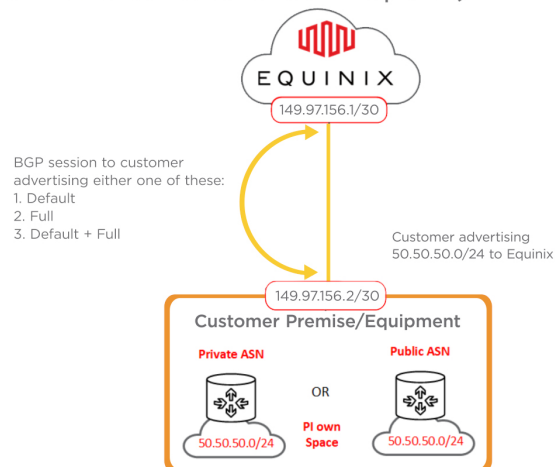 EQUINIX
149.97.156.1/30
BGP session to customer
advertising either one of these:
1. Default
2. Full
3. Default + Full
Customer advertising
50.50.50.0/24 to Equinix
149.97.156.2/30
Customer Premise/Equipment
Private ASN
Public ASN
OR
PI own
Space
50.50.50.0/24
50.50.50.0/24